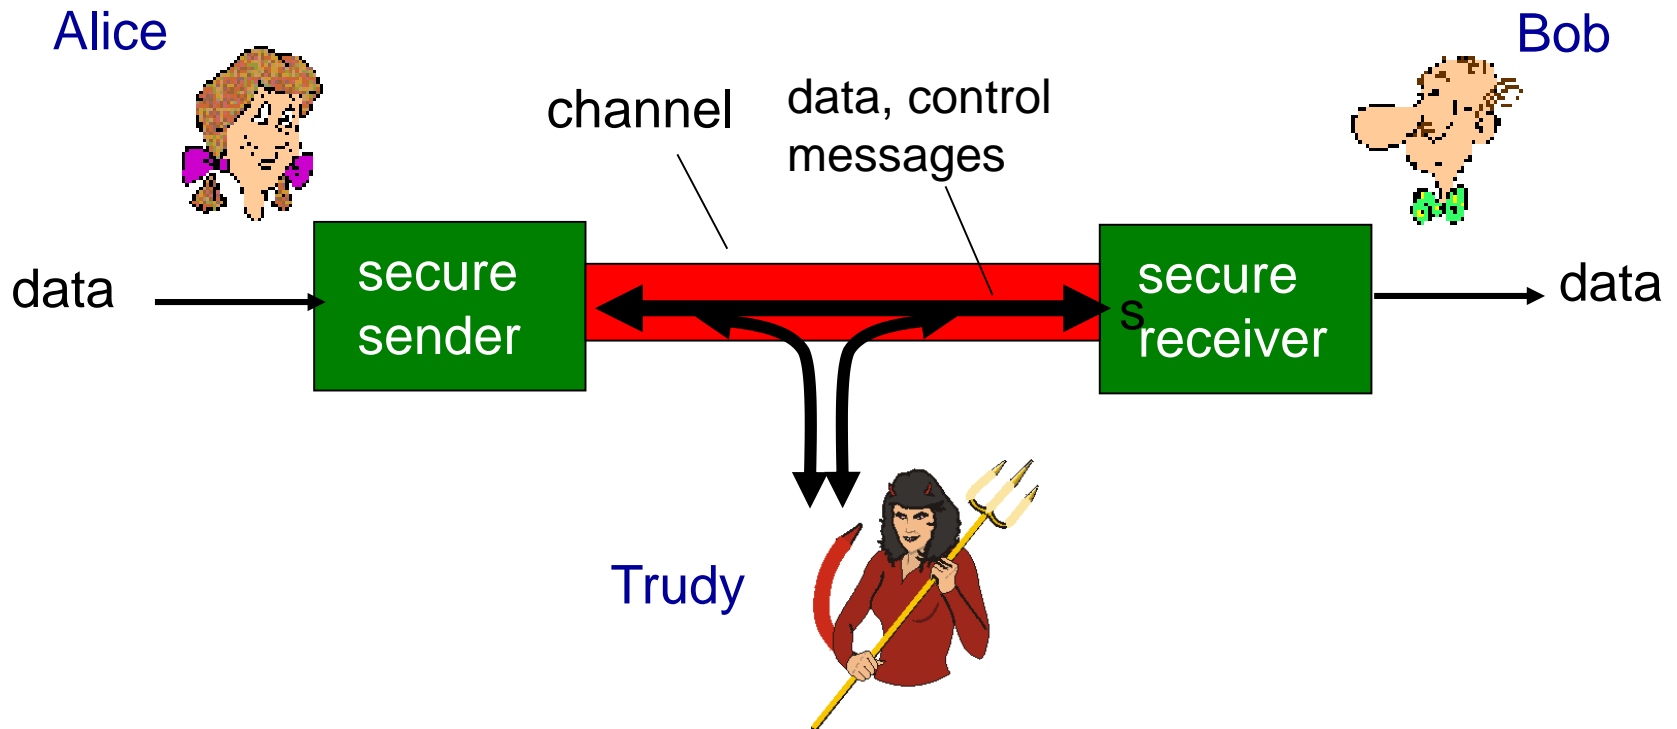 Alice
Bob
channel
data, control
messages
data
secure
sender
s
secure
receiver
data
Trudy